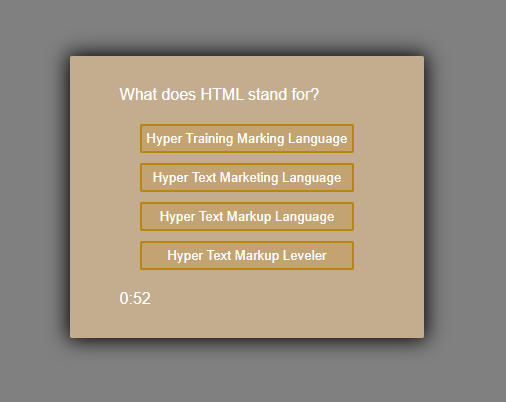 What does HTML stand for?
Hyper Training Marking Language
Hyper Text Marketing Language
Hyper Text Markup Language
Hyper Text Markup Leveler
0:52